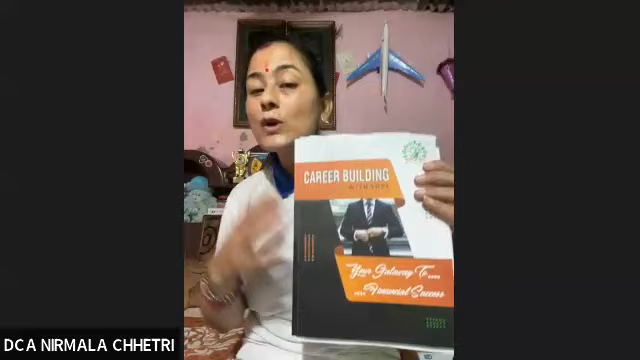 CAREER BUILDING
Your Gateway To....
.... Financial Success
DCA NIRMALA CHHETRI